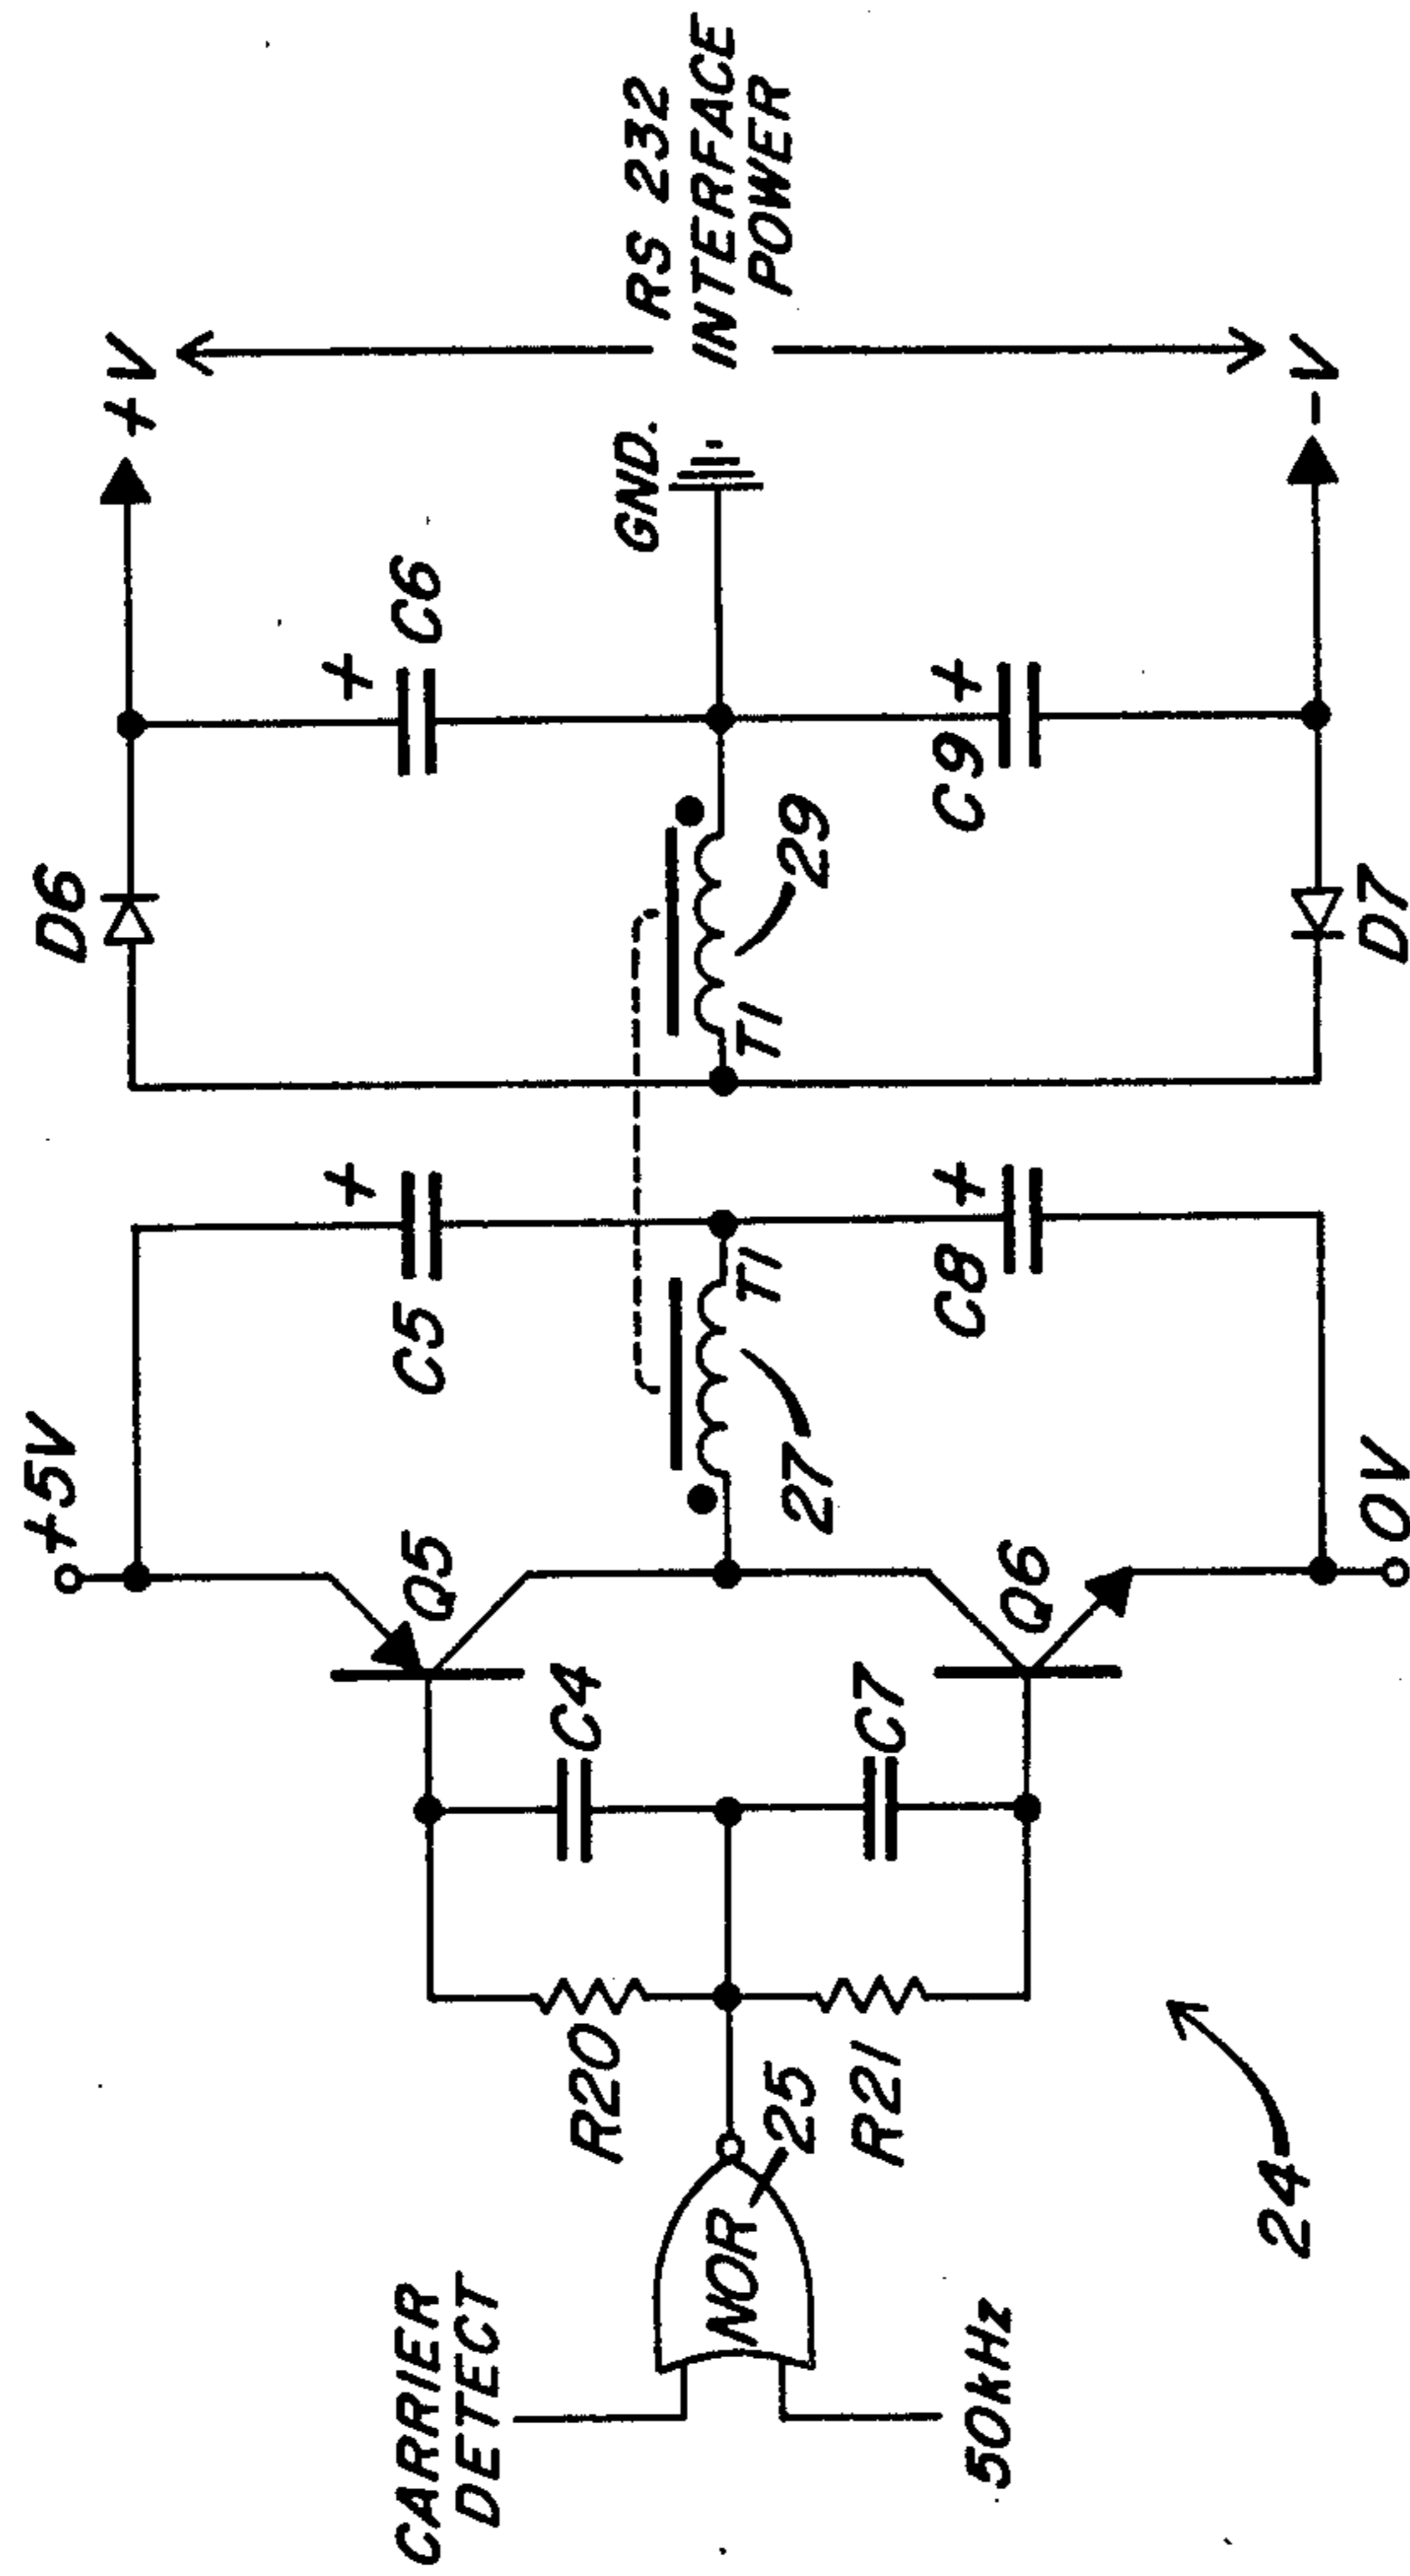 CARRIER
DETECT
50kHz
NOR
25
24
R20
R21
C4
C7
+5V
Q5
Q6
0V
27
T1
C5
+
C8
+
T1
29
D6
D7
C6
+
C9
+
GND.
+V
-V
RS 232
INTERFACE
POWER